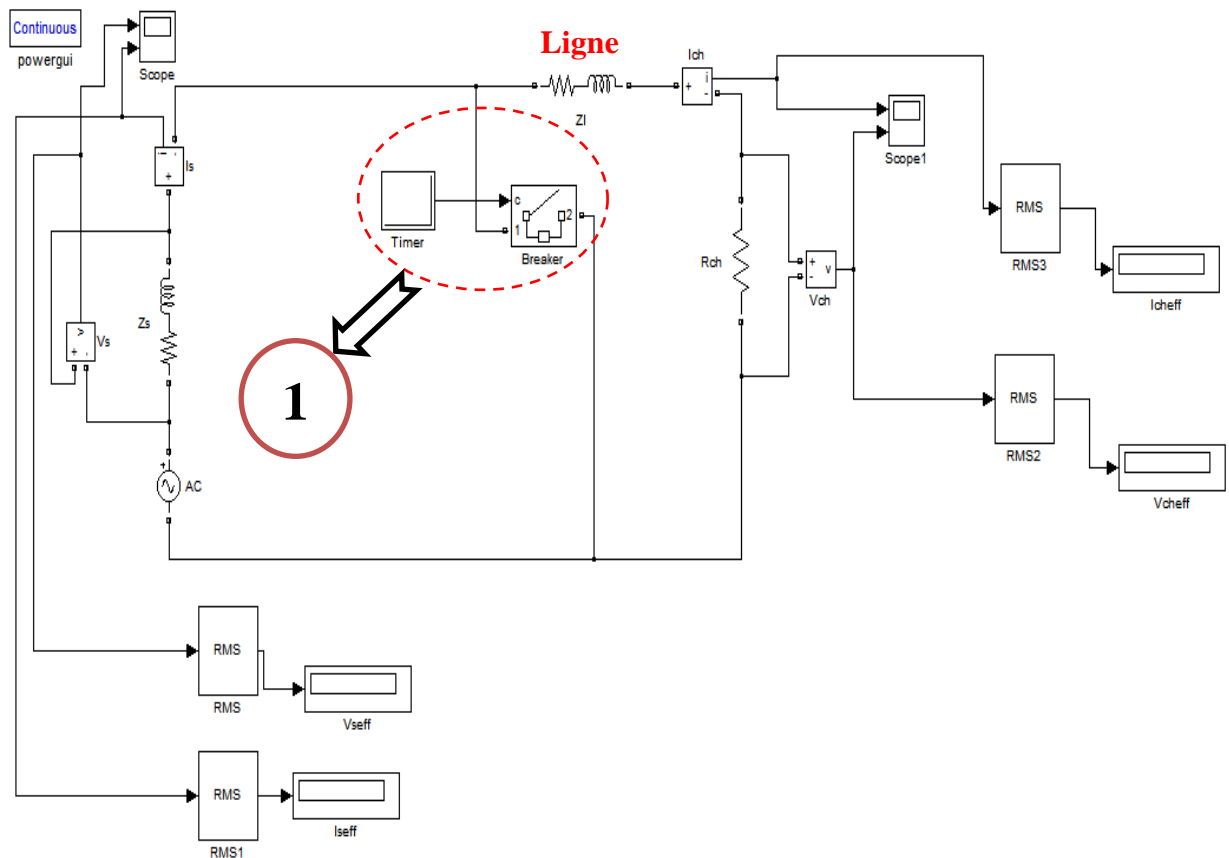 Continuous
powergui
Scope
Ligne
Ich
+
i
-
Zl
Scope1
i
-
+
Is
Timer
c
1
2
Breaker
Rch
+
-
v
Vch
RMS
RMS3
Icheff
Zs
v
+
-
Vs
1
RMS
RMS2
Vcheff
+
AC
RMS
RMS
Vseff
RMS
RMS1
Iseff